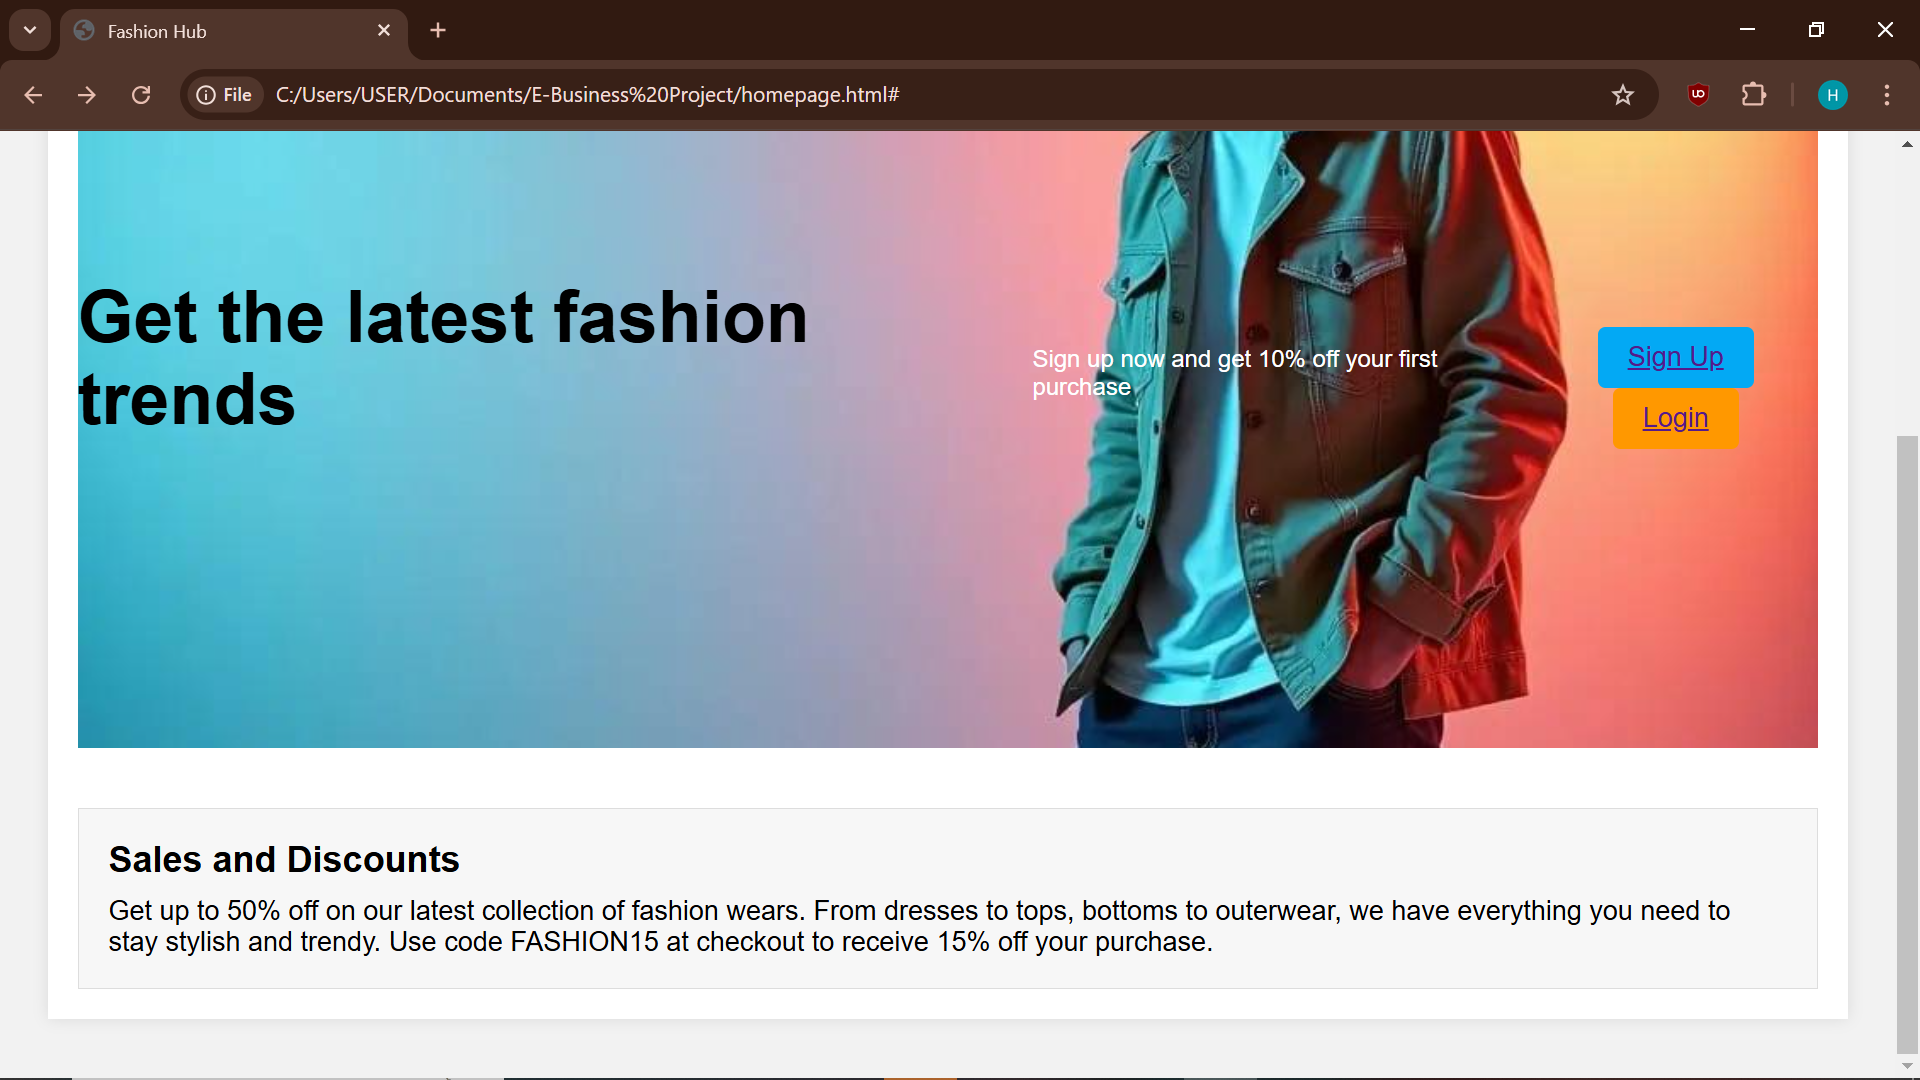 Fashion Hub
File
C:/Users/USER/Documents/E-Business%20Project/homepage.html#
H
Get the latest fashion
trends
Sign up now and get 10% off your first
purchase
Sign Up
Login
Sales and Discounts
Get up to 50% off on our latest collection of fashion wears. From dresses to tops, bottoms to outerwear, we have everything you need to
stay stylish and trendy. Use code FASHION15 at checkout to receive 15% off your purchase.